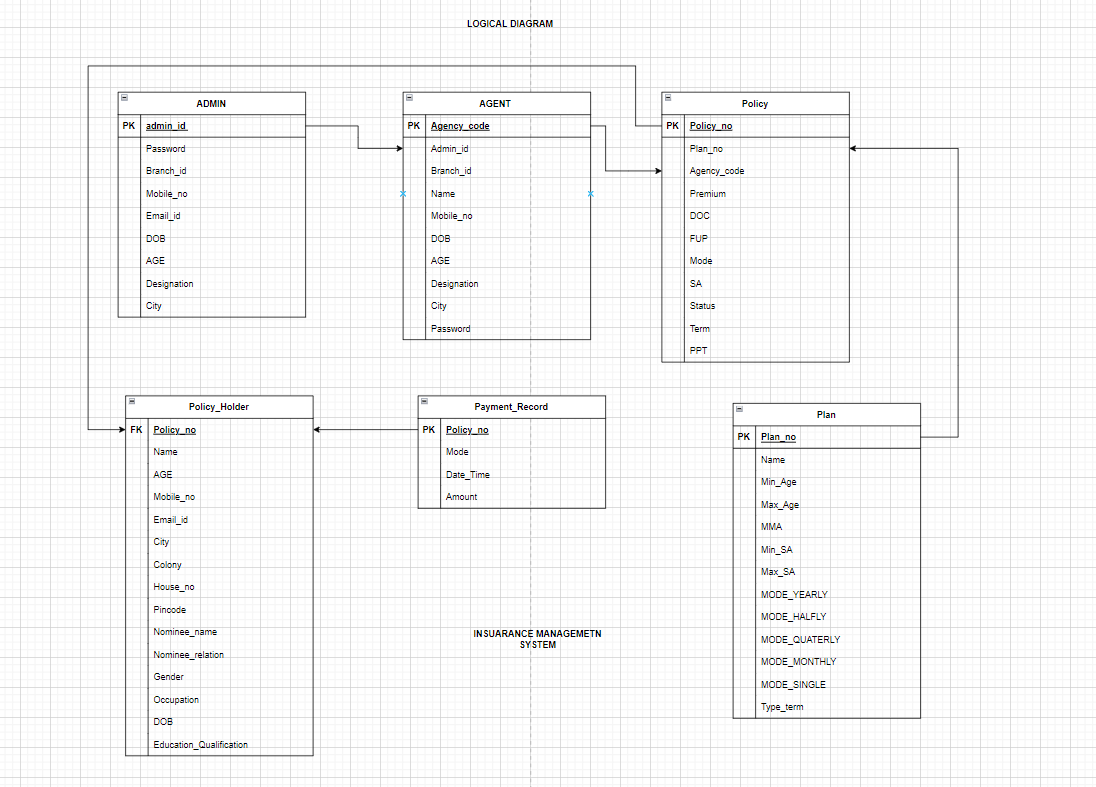 LOGICAL DIAGRAM
ADMIN
PK admin_id
Password
Branch_id
Mobile_no
Email_id
DOB
AGE
Designation
City
AGENT
PK Agency_code
Admin_id
Branch_id
Name
Mobile_no
DOB
AGE
Designation
City
Password
Policy
PK Policy_no
Plan_no
Agency_code
Premium
DOC
FUP
Mode
SA
Status
Term
PPT
Policy_Holder
FK Policy_no
Name
AGE
Mobile_no
Email_id
City
Colony
House_no
Pincode
Nominee_name
Nominee_relation
Gender
Occupation
DOB
Education_Qualification
Payment_Record
PK Policy_no
Mode
Date_Time
Amount
Plan
PK Plan_no
Name
Min_Age
Max_Age
MMA
Min_SA
Max_SA
MODE_YEARLY
MODE_HALFLY
MODE_QUATERLY
MODE_MONTHLY
MODE_SINGLE
Type_term
INSUARANCE MANAGEMETN
SYSTEM